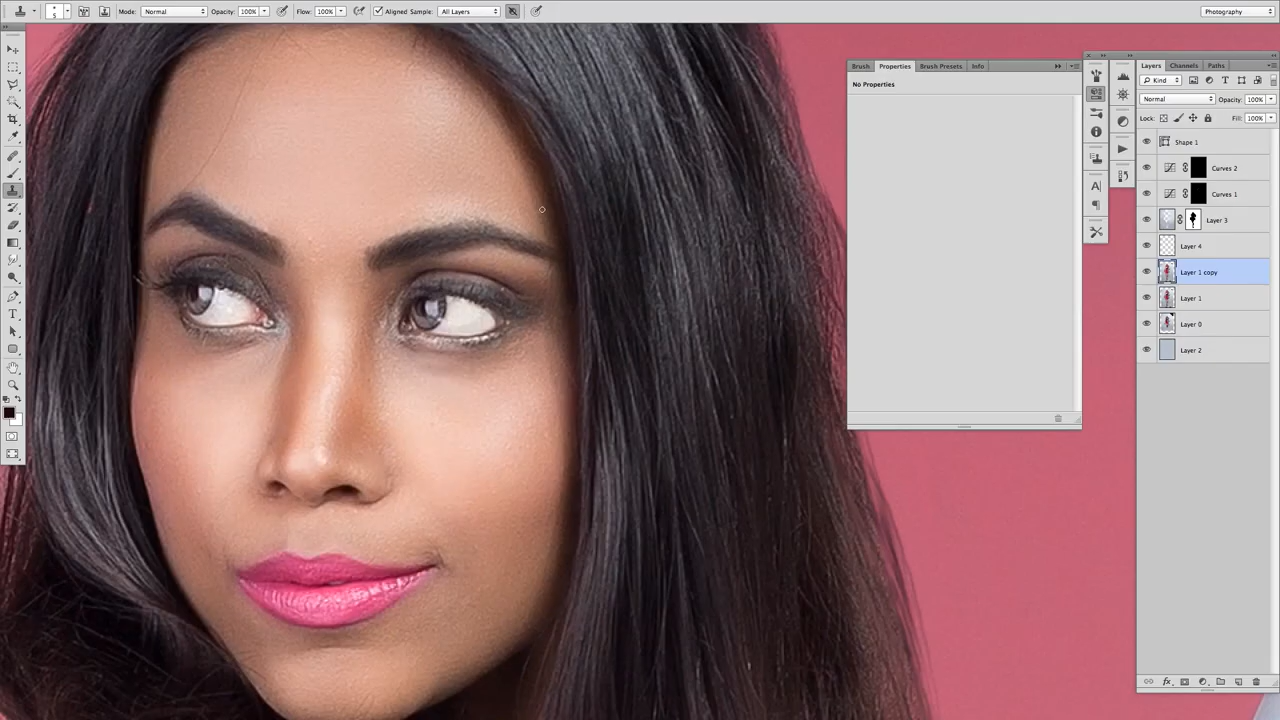 5 Mode: Normal Opacity: 100% Flow: 100% Aligned Sample: All Layers Photography
Brush Properties Brush Presets Info
No Properties
Layers Channels Paths
Kind
Normal Opacity: 100%
Lock: Fill: 100%
Shape 1
Curves 2
Curves 1
Layer 3
Layer 4
Layer 1 copy
Layer 1
Layer 0
Layer 2